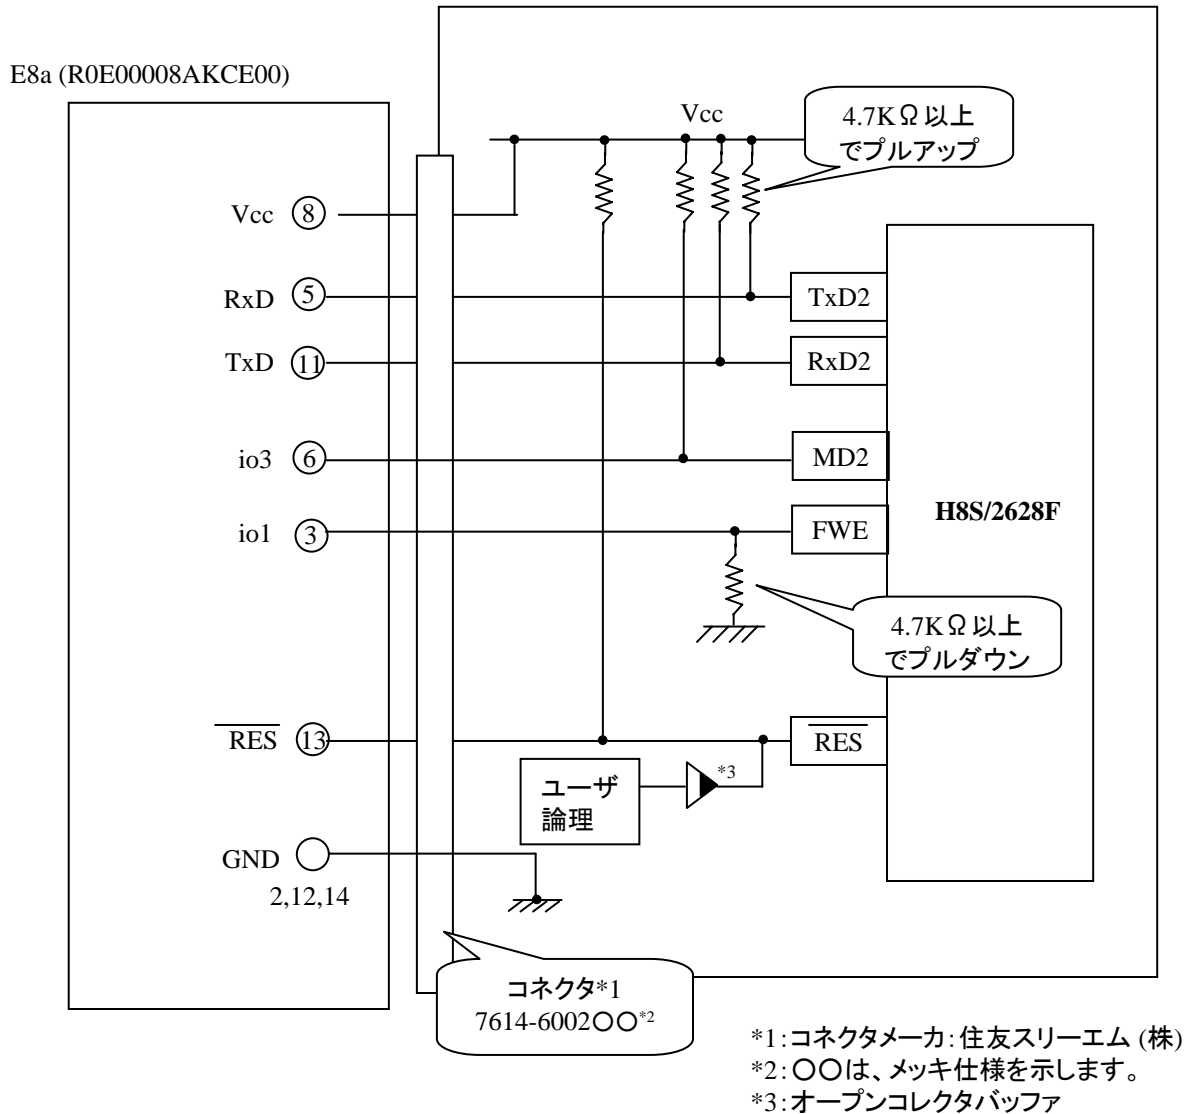 E8a (R0E00008AKCE00)
Vcc
4.7KΩ以上
でプルアップ
Vcc 8
RxD 5
TxD2
TxD 11
RxD2
io3 6
MD2
H8S/2628F
io1 3
FWE
4.7KΩ以上
でプルダウン
RES 13
RES
ユーザ
論理
*3
GND
2,12,14
コネクタ*1
7614-6002〇〇*2
*1:コネクタメーカ:住友スリーエム (株)
*2:〇〇は、メッキ仕様を示します。
*3:オープンコレクタバッファ